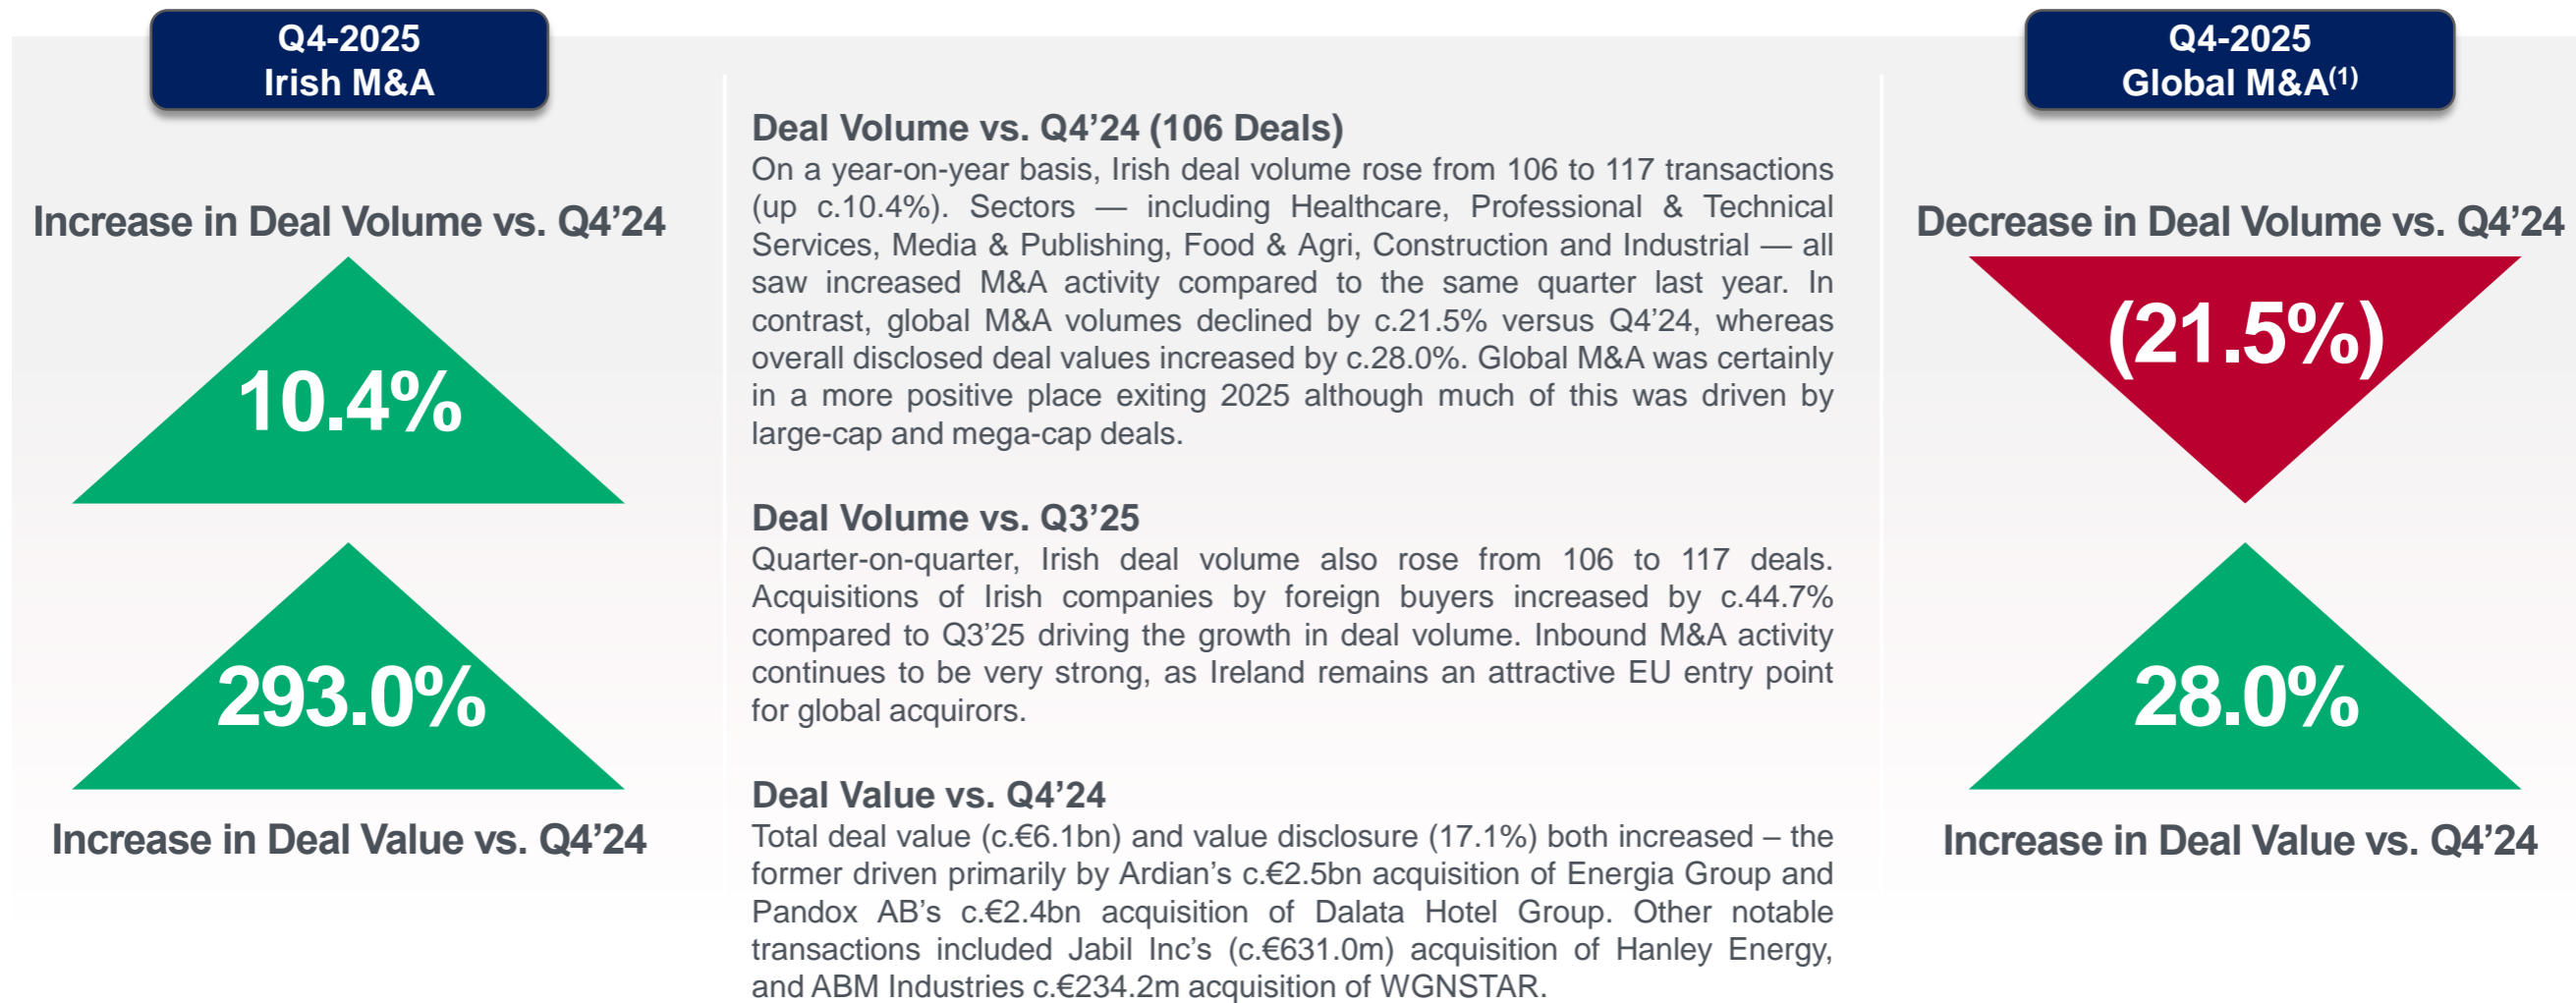 Q4-2025
Irish M&A
Increase in Deal Volume vs. Q4’24
10.4%
293.0%
Increase in Deal Value vs. Q4’24
Deal Volume vs. Q4’24 (106 Deals)
On a year-on-year basis, Irish deal volume rose from 106 to 117 transactions
(up c.10.4%). Sectors — including Healthcare, Professional & Technical
Services, Media & Publishing, Food & Agri, Construction and Industrial — all
saw increased M&A activity compared to the same quarter last year. In
contrast, global M&A volumes declined by c.21.5% versus Q4’24, whereas
overall disclosed deal values increased by c.28.0%. Global M&A was certainly
in a more positive place exiting 2025 although much of this was driven by
large-cap and mega-cap deals.
Deal Volume vs. Q3’25
Quarter-on-quarter, Irish deal volume also rose from 106 to 117 deals.
Acquisitions of Irish companies by foreign buyers increased by c.44.7%
compared to Q3’25 driving the growth in deal volume. Inbound M&A activity
continues to be very strong, as Ireland remains an attractive EU entry point
for global acquirors.
Deal Value vs. Q4’24
Total deal value (c.€6.1bn) and value disclosure (17.1%) both increased – the
former driven primarily by Ardian’s c.€2.5bn acquisition of Energia Group and
Pandox AB’s c.€2.4bn acquisition of Dalata Hotel Group. Other notable
transactions included Jabil Inc’s (c.€631.0m) acquisition of Hanley Energy,
and ABM Industries c.€234.2m acquisition of WGNSTAR.
Q4-2025
Global M&A(1)
Decrease in Deal Volume vs. Q4’24
(21.5%)
28.0%
Increase in Deal Value vs. Q4’24